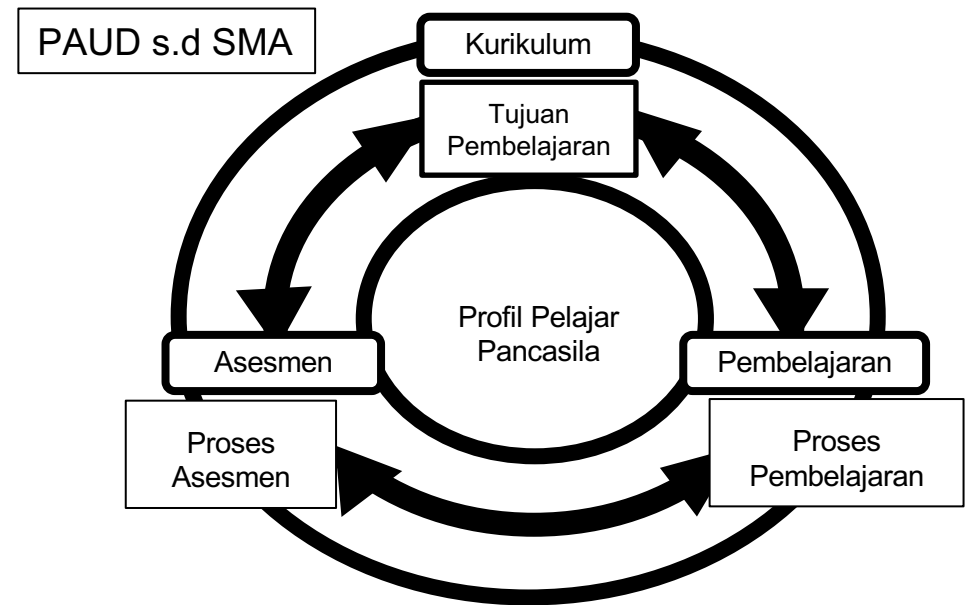 PAUD s.d SMA
Kurikulum
Tujuan
Pembelajaran
Profil Pelajar
Pancasila
Asesmen
Pembelajaran
Proses
Asesmen
Proses
Pembelajaran